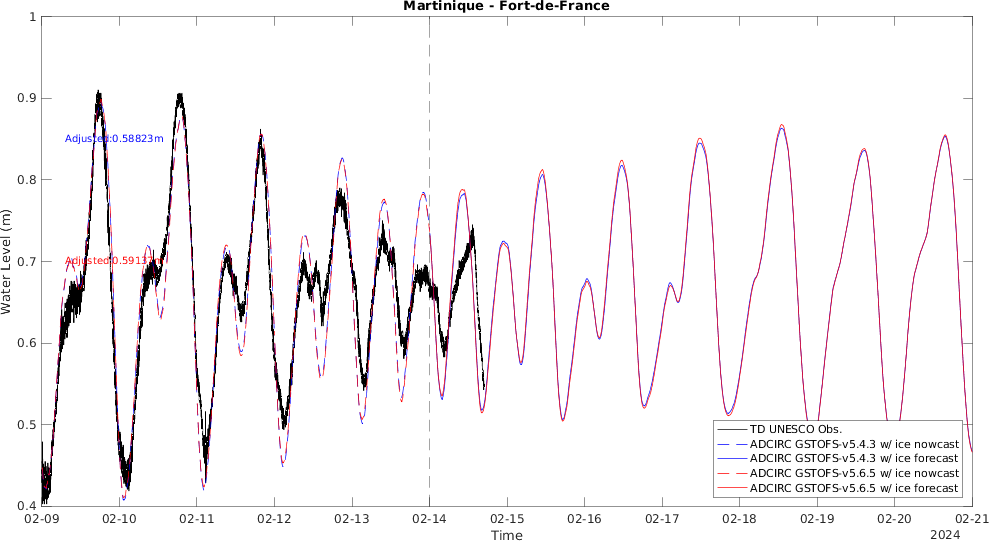 Martinique - Fort-de-France
Water Level (m)
1
0.9
0.8
0.7
0.6
0.5
0.4
Adjusted:0.58823m
Adjusted:0.59137m
02-09
02-10
02-11
02-12
02-13
02-14
02-15
02-16
02-17
02-18
02-19
02-20
02-21
Time
2024
TD UNESCO Obs.
ADCIRC GSTOFS-v5.4.3 w/ ice nowcast
ADCIRC GSTOFS-v5.4.3 w/ ice forecast
ADCIRC GSTOFS-v5.6.5 w/ ice nowcast
ADCIRC GSTOFS-v5.6.5 w/ ice forecast